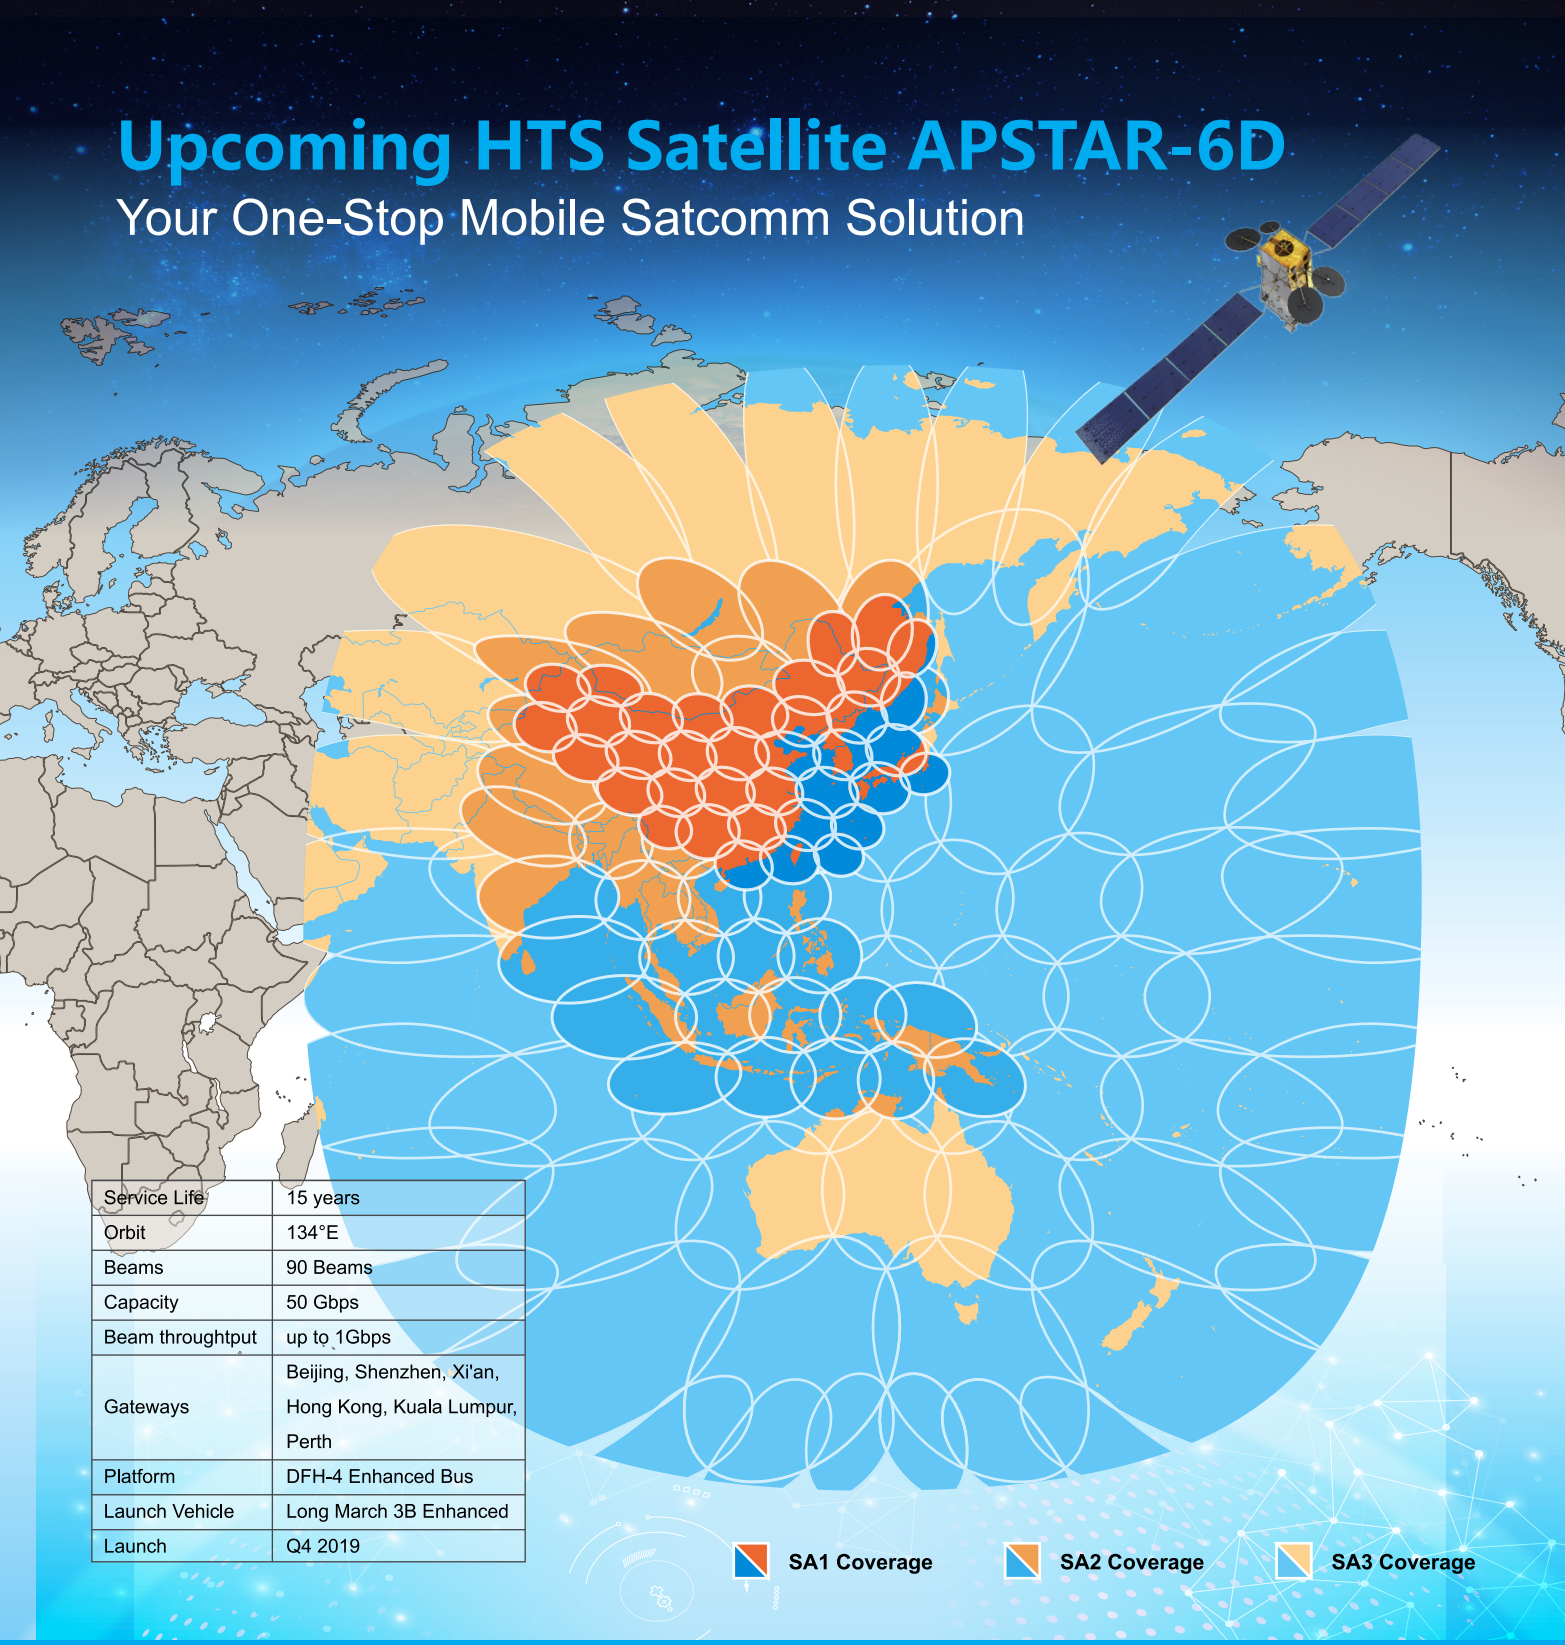 Upcoming HTS Satellite APSTAR-6D
Your One-Stop Mobile Satcomm Solution
Service Life 15 years
Orbit 134°E
Beams 90 Beams
Capacity 50 Gbps
Beam throughtput up to 1Gbps
Gateways Beijing, Shenzhen, Xi'an,
Hong Kong, Kuala Lumpur,
Perth
Platform DFH-4 Enhanced Bus
Launch Vehicle Long March 3B Enhanced
Launch Q4 2019
SA1 Coverage
SA2 Coverage
SA3 Coverage